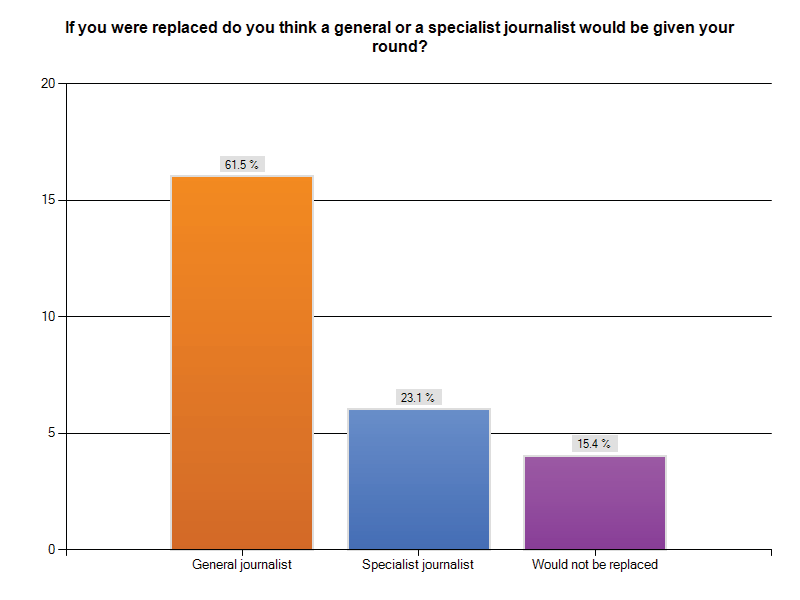 If you were replaced do you think a general or a specialist journalist would be given your
round?
20
61.5 %
15
10
23.1 %
5
15.4 %
0
General journalist
Specialist journalist
Would not be replaced